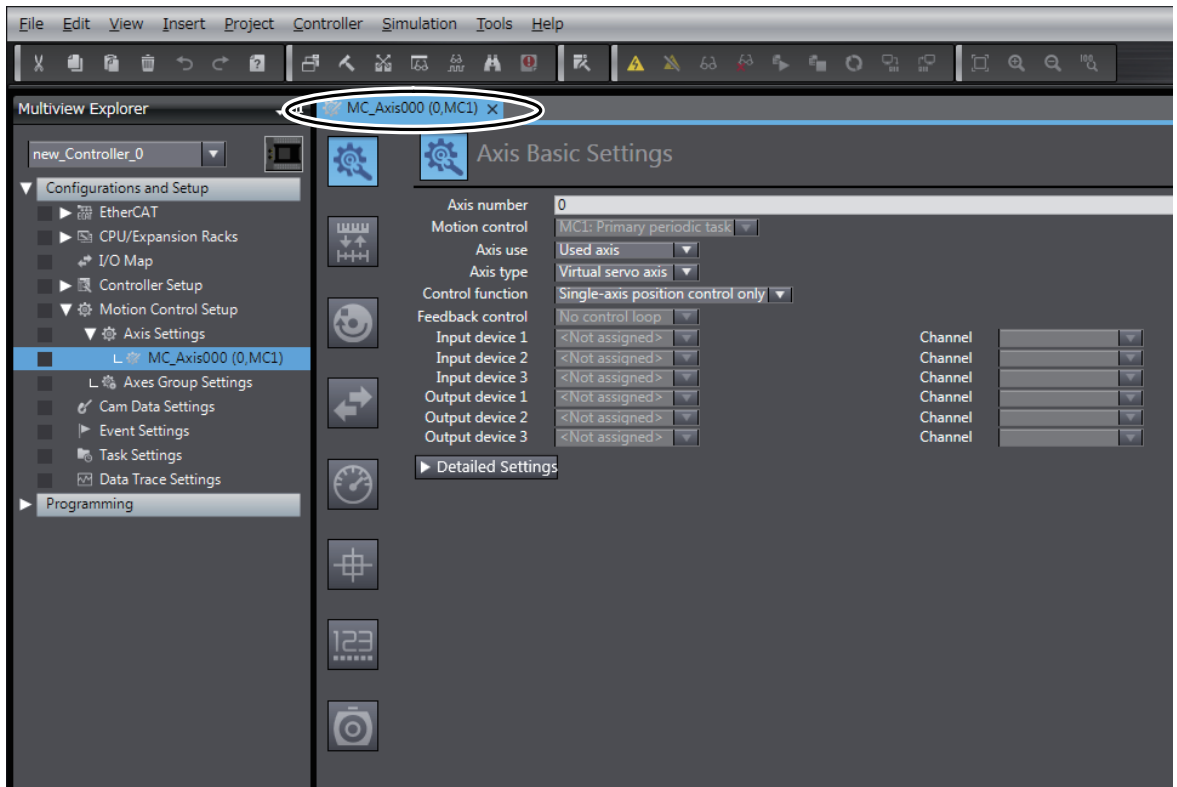 File Edit View Insert Project Controller Simulation Tools Help
Multiview Explorer
MC_Axis000 (0,MC1)
new_Controller_0
Configurations and Setup
EtherCAT
CPU/Expansion Racks
I/O Map
Controller Setup
Motion Control Setup
Axis Settings
MC_Axis000 (0,MC1)
Axes Group Settings
Cam Data Settings
Event Settings
Task Settings
Data Trace Settings
Programming
Axis Basic Settings
Axis number 0
Motion control MC1: Primary periodic task
Axis use Used axis
Axis type Virtual servo axis
Control function Single-axis position control only
Feedback control No control loop
Input device 1 <Not assigned> Channel
Input device 2 <Not assigned> Channel
Input device 3 <Not assigned> Channel
Output device 1 <Not assigned> Channel
Output device 2 <Not assigned> Channel
Output device 3 <Not assigned> Channel
Detailed Settings
123